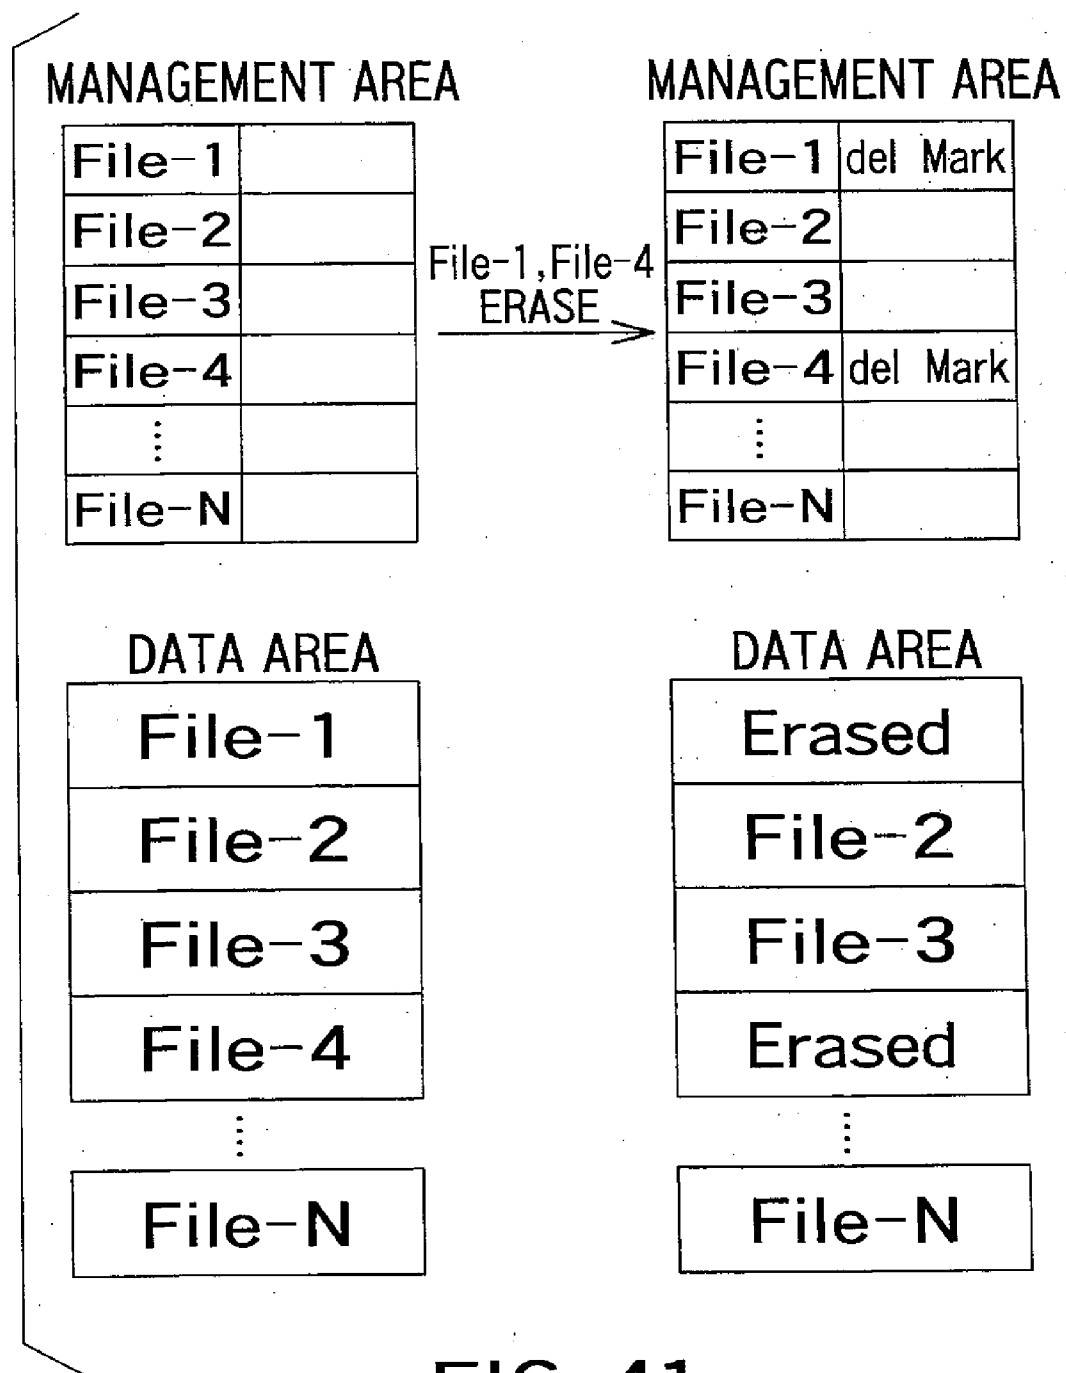 MANAGEMENT AREA
File-1
File-2
File-3
File-4
⋮
File-N
File-1,File-4
ERASE
MANAGEMENT AREA
File-1 del Mark
File-2
File-3
File-4 del Mark
⋮
File-N
DATA AREA
File-1
File-2
File-3
File-4
⋮
File-N
DATA AREA
Erased
File-2
File-3
Erased
⋮
File-N
FIG. 41